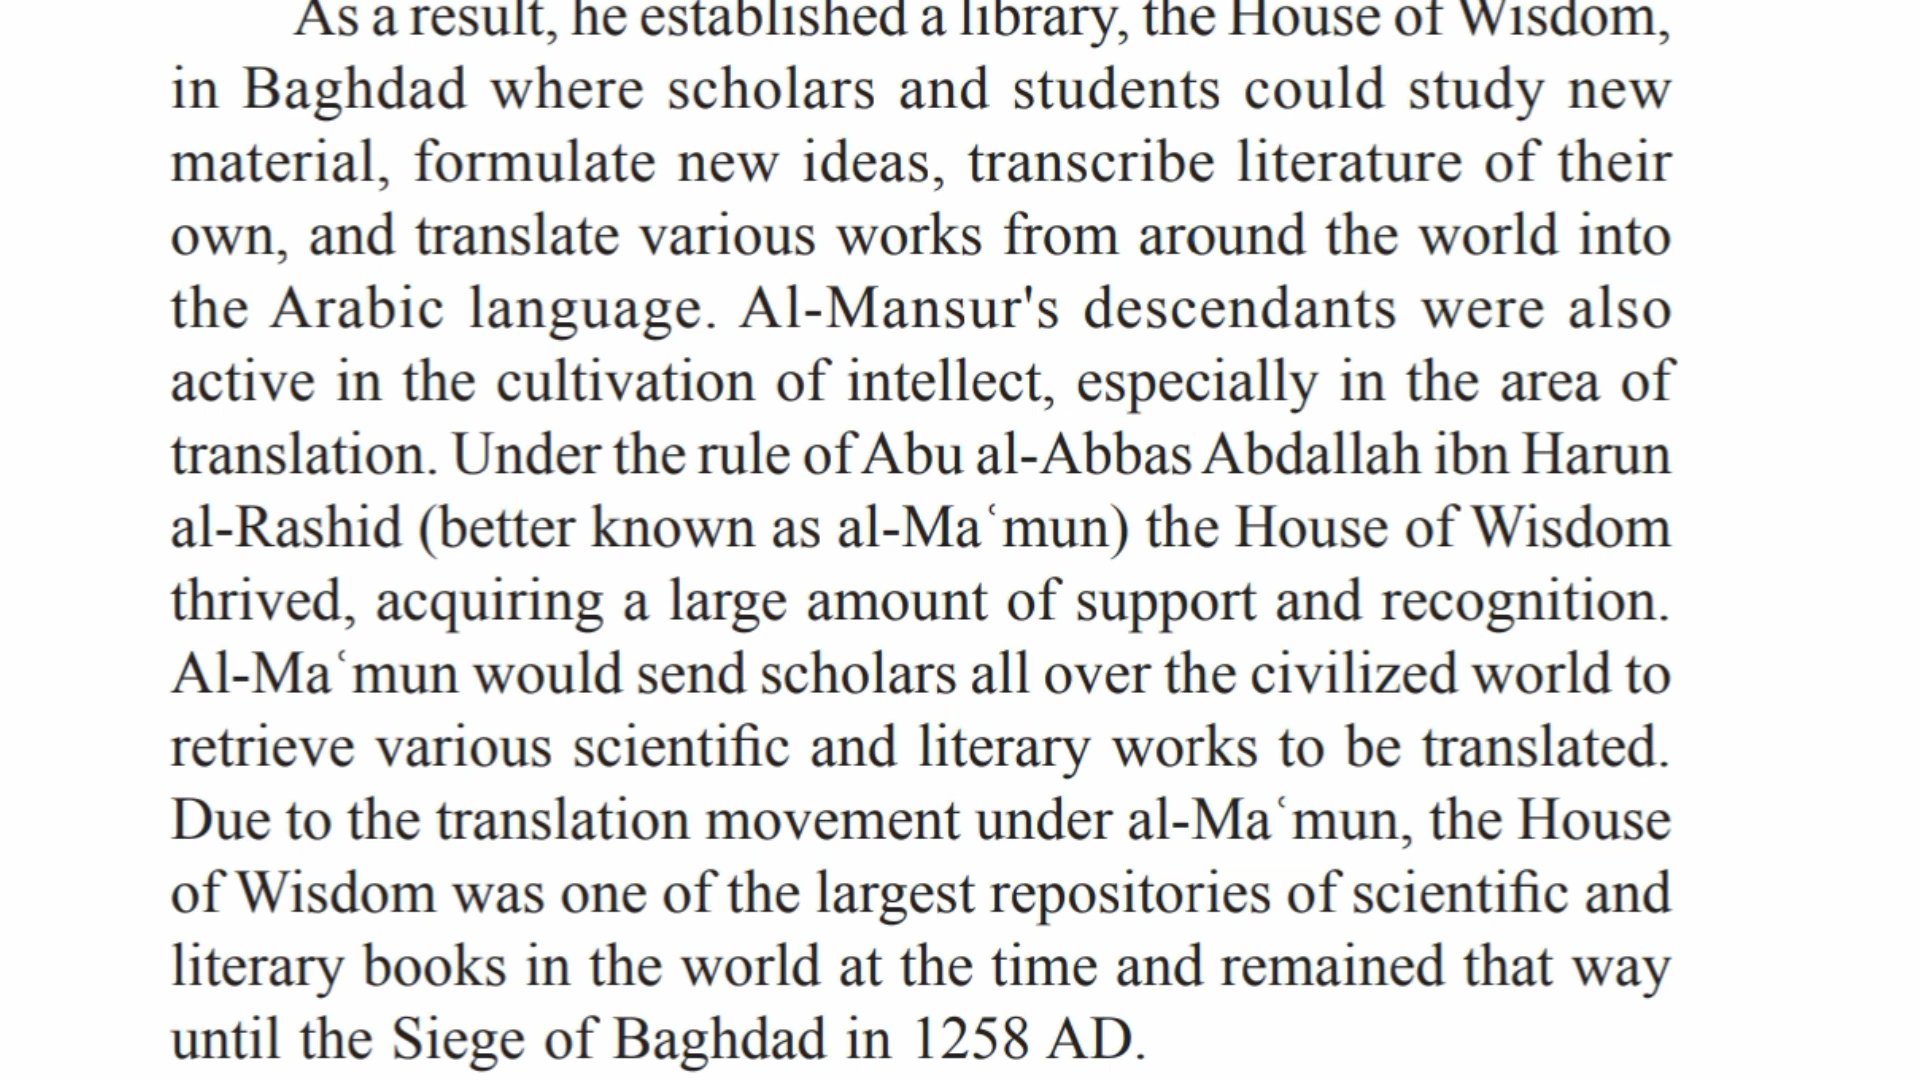 As a result, he established a library, the House of Wisdom,
in Baghdad where scholars and students could study new
material, formulate new ideas, transcribe literature of their
own, and translate various works from around the world into
the Arabic language. Al-Mansur's descendants were also
active in the cultivation of intellect, especially in the area of
translation. Under the rule of Abu al-Abbas Abdallah ibn Harun
al-Rashid (better known as al-Maʿmun) the House of Wisdom
thrived, acquiring a large amount of support and recognition.
Al-Maʿmun would send scholars all over the civilized world to
retrieve various scientific and literary works to be translated.
Due to the translation movement under al-Maʿmun, the House
of Wisdom was one of the largest repositories of scientific and
literary books in the world at the time and remained that way
until the Siege of Baghdad in 1258 AD.